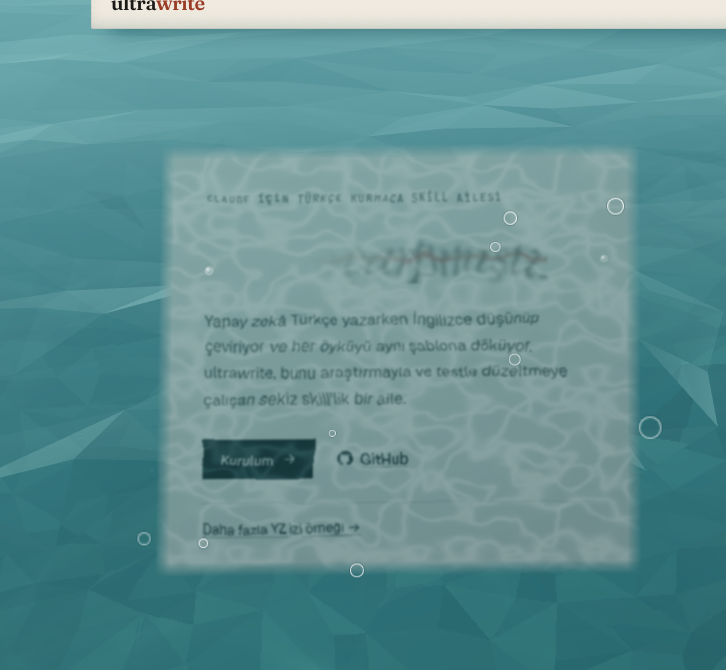 ultrawrite
CLAUDE İÇİN TÜRKÇE KURMACA SKİLL AİLESİ
Yapay zekâ Türkçe yazarken İngilizce düşünüp
çeviriyor ve her öyküyü aynı şablona döküyor.
ultrawrite, bunu araştırmayla ve testle düzeltmeye
çalışan sekiz skill'lik bir aile.
Kurulum →
GitHub
Daha fazla YZ izi örneği →